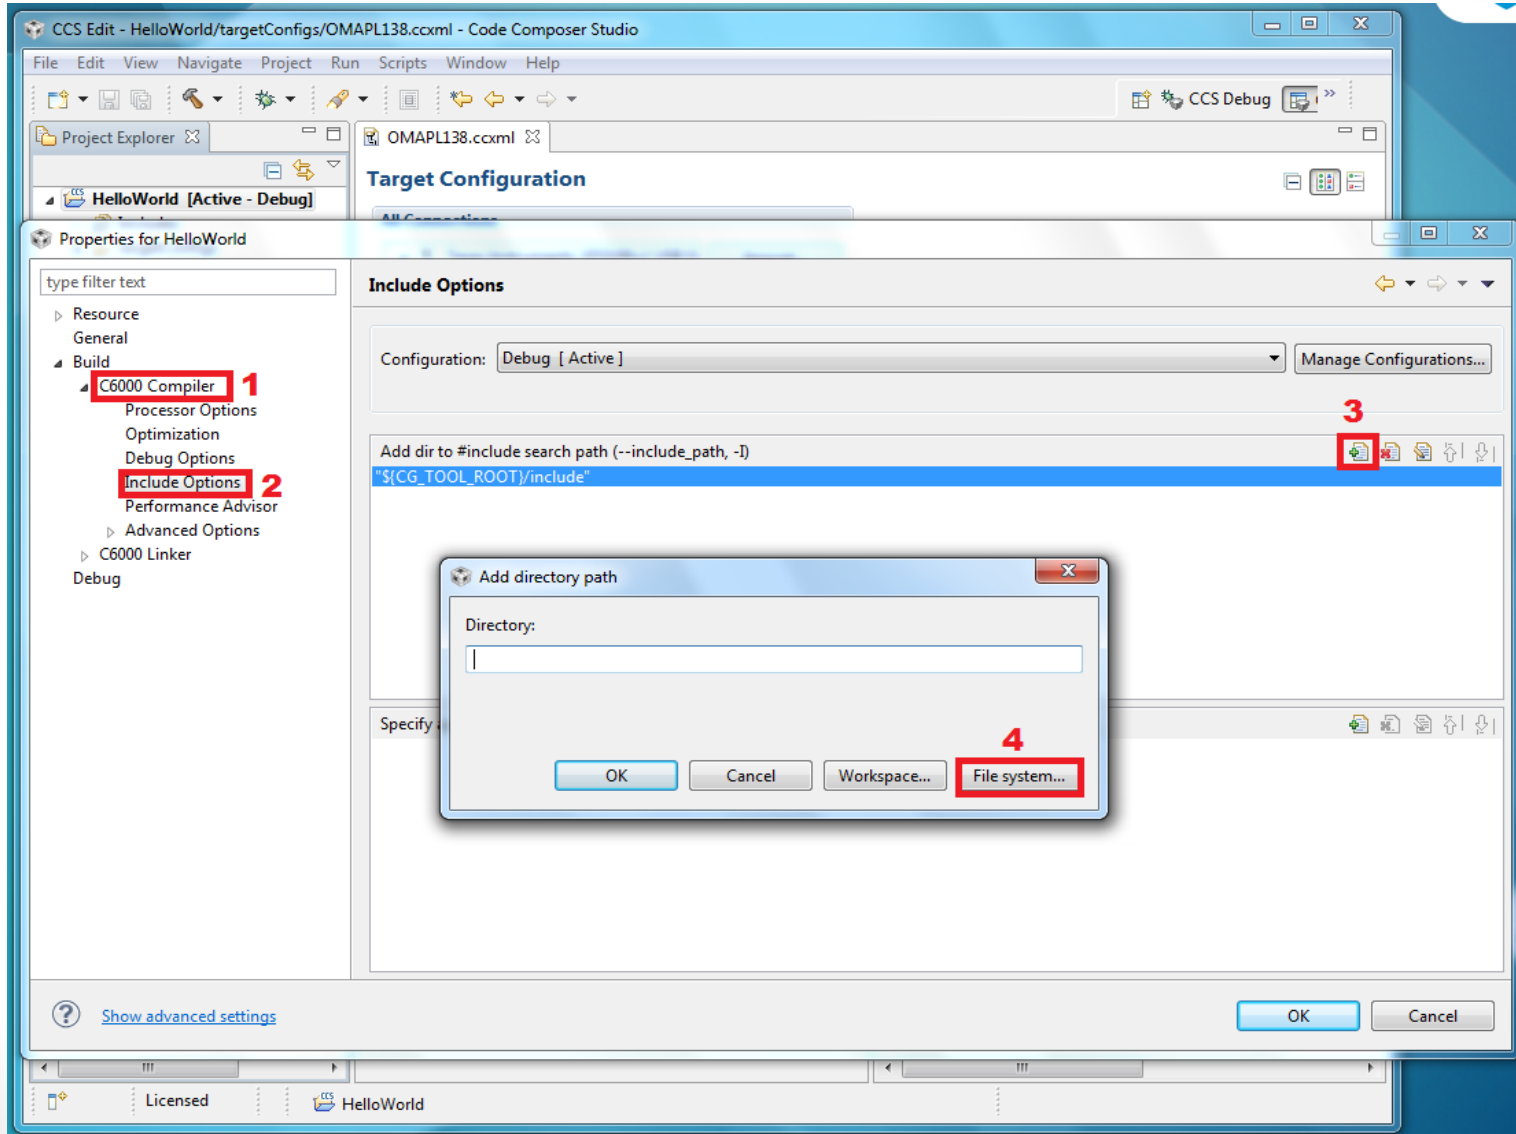 CCS Edit - HelloWorld/targetConfigs/OMAPL138.ccxml - Code Composer Studio
File Edit View Navigate Project Run Scripts Window Help
CCS Debug
Project Explorer
OMAPL138.ccxml
Target Configuration
HelloWorld [Active - Debug]
All Connections
Properties for HelloWorld
type filter text
Include Options
Resource
General
Configuration: Debug [ Active ] Manage Configurations...
Build
C6000 Compiler 1
Processor Options
3
Optimization
Add dir to #include search path (--include_path, -I)
Debug Options
"${CG_TOOL_ROOT}/include"
Include Options 2
Performance Advisor
Advanced Options
C6000 Linker
Debug
Add directory path
Directory:
Specify
4
OK Cancel Workspace... File system...
Show advanced settings
OK Cancel
Licensed
HelloWorld